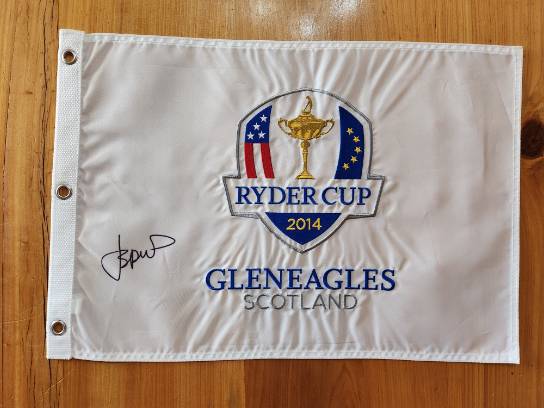 RYDER CUP
2014
GLENEAGLES
SCOTLAND